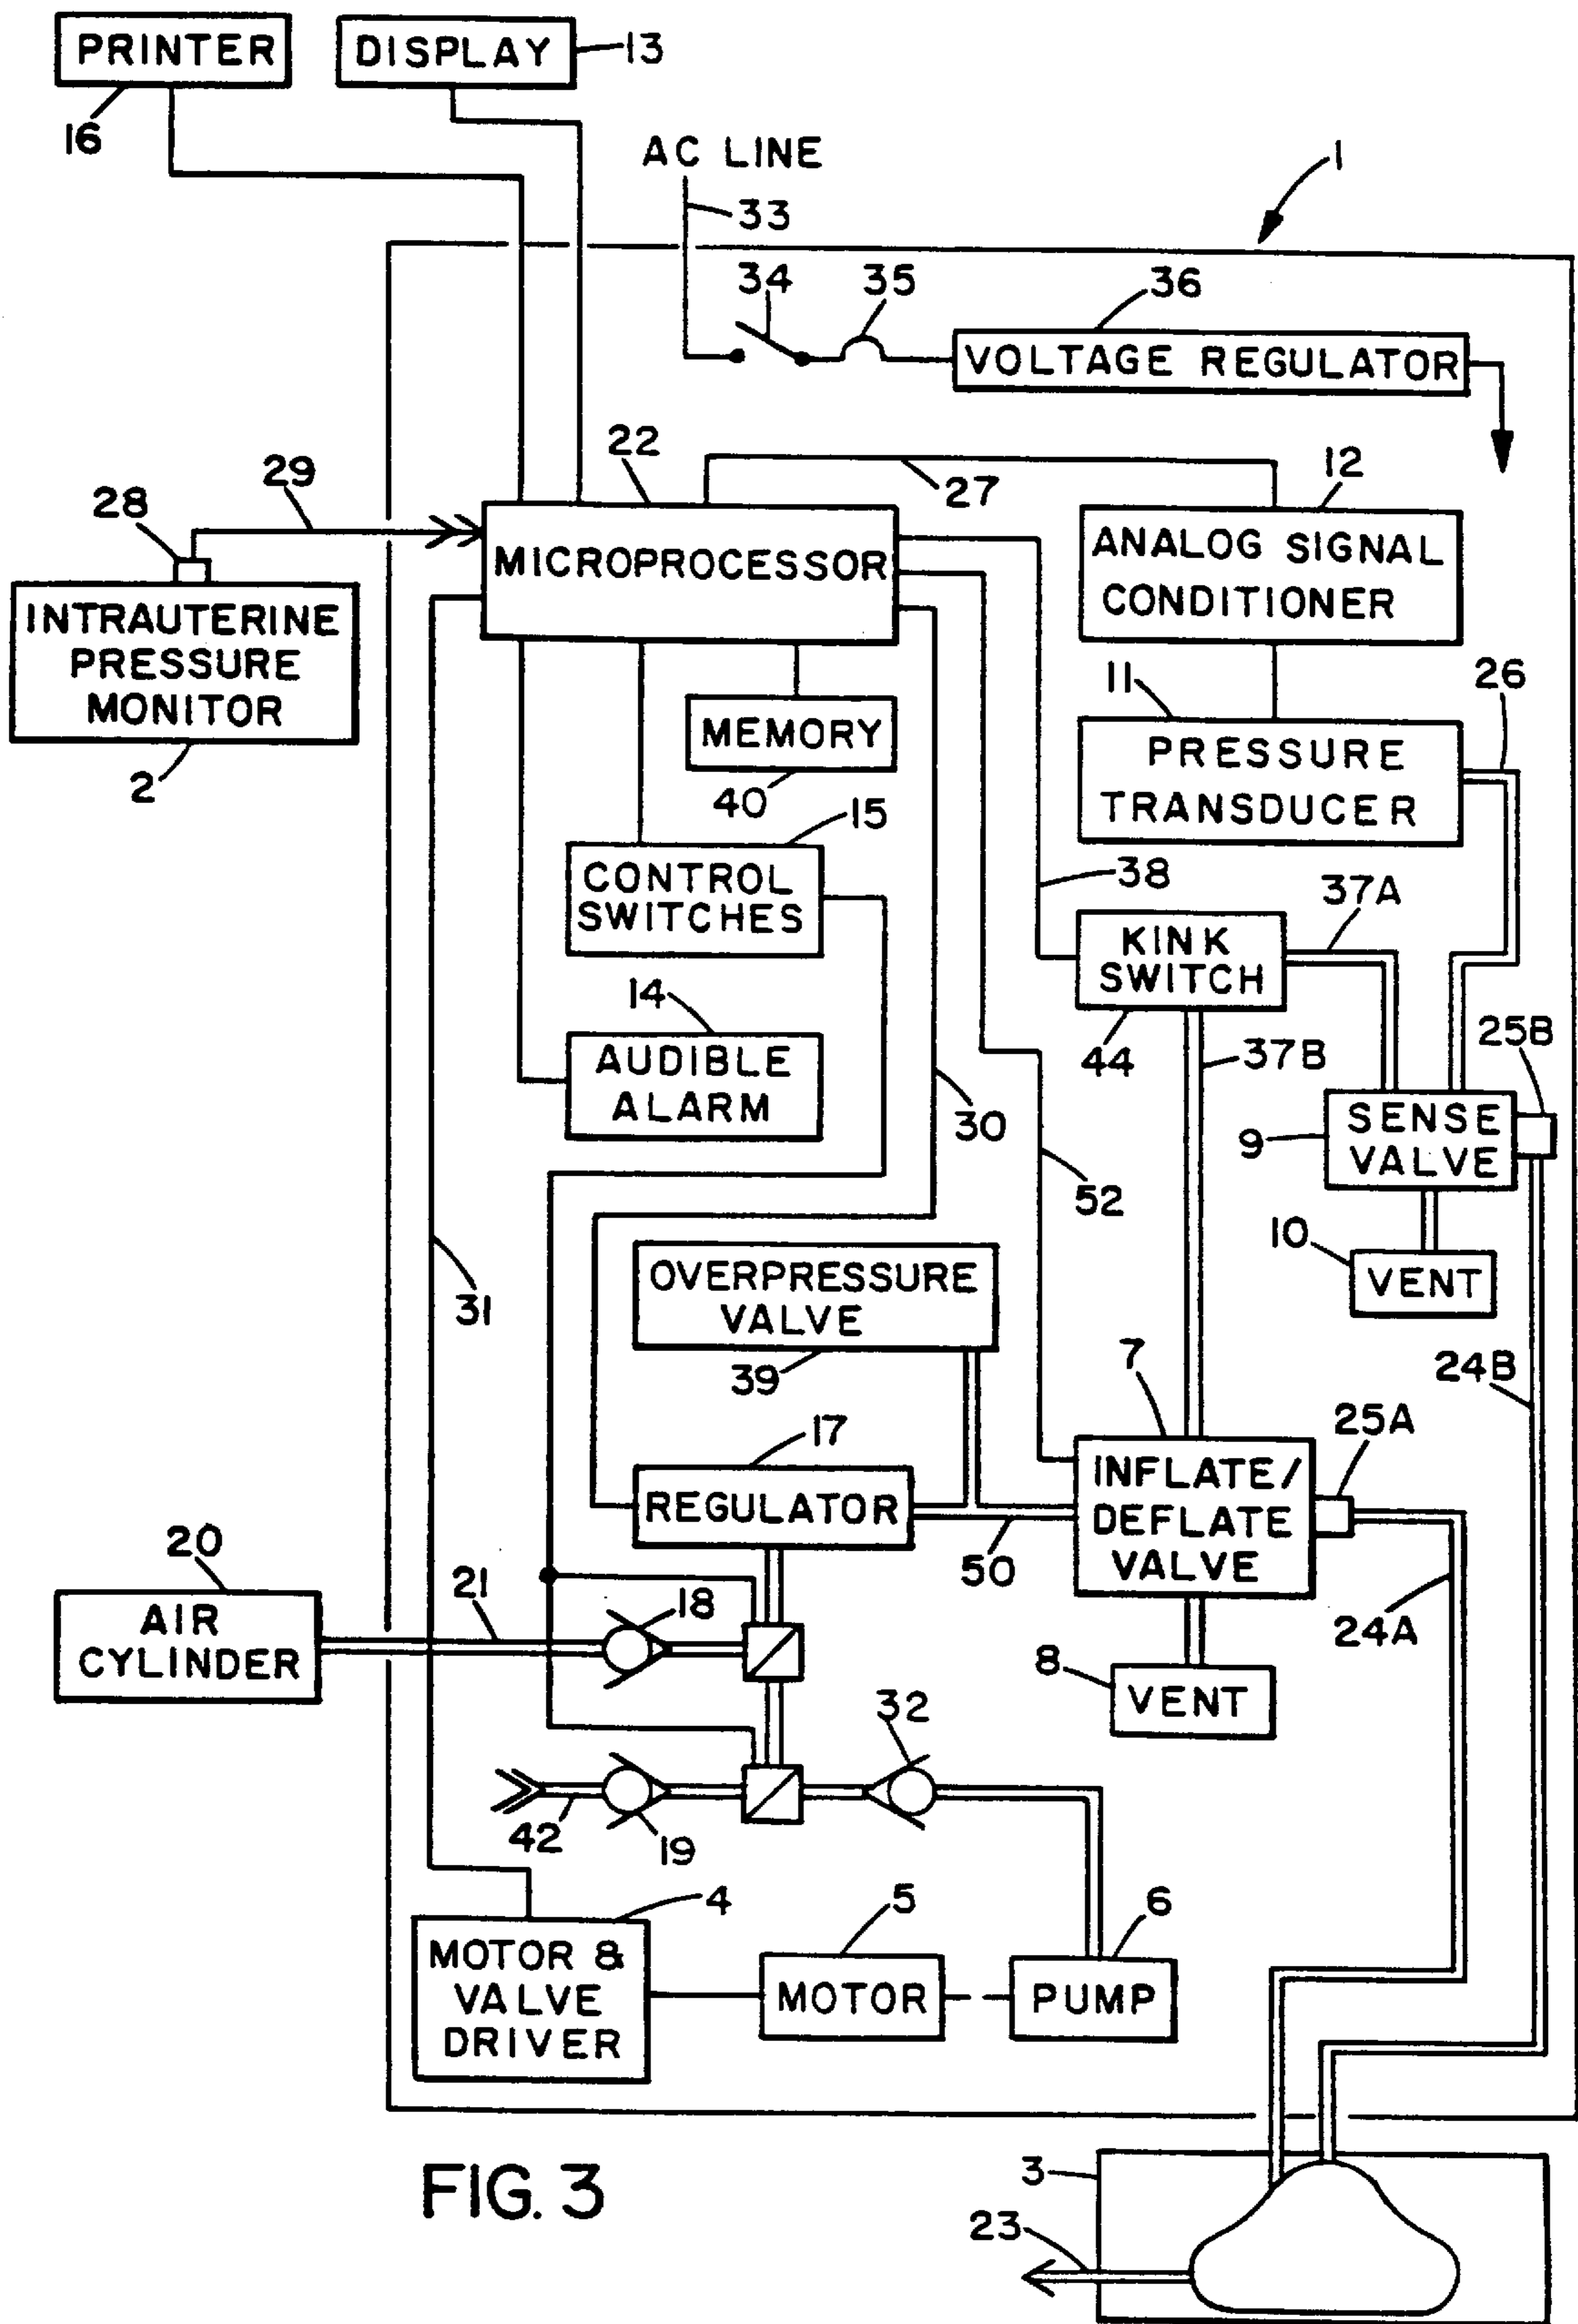 PRINTER
DISPLAY
13
16
AC LINE
1
33
34
35
36
VOLTAGE REGULATOR
22
29
27
12
28
MICROPROCESSOR
ANALOG SIGNAL
CONDITIONER
INTRAUTERINE
PRESSURE
MONITOR
2
11
26
MEMORY
40
PRESSURE
TRANSDUCER
15
CONTROL
SWITCHES
38
37A
KINK
SWITCH
14
44
37B
25B
AUDIBLE
ALARM
30
9
SENSE
VALVE
52
10
VENT
31
OVERPRESSURE
VALVE
39
7
24B
25A
17
REGULATOR
INFLATE/
DEFLATE
VALVE
50
20
21
18
24A
AIR
CYLINDER
8
VENT
32
42
19
4
5
6
MOTOR &
VALVE
DRIVER
MOTOR
PUMP
FIG. 3
3
23